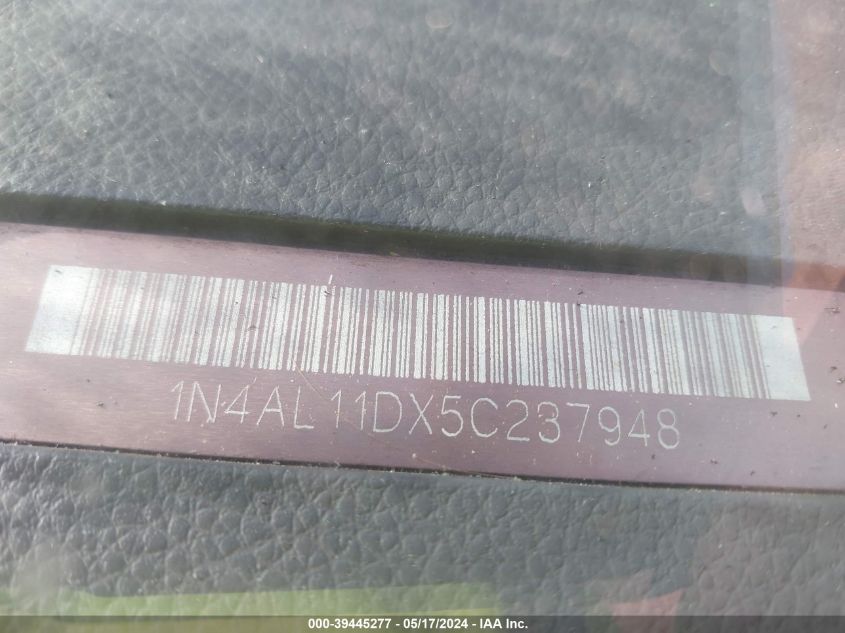 1N4AL11DX5C237948
000-39445277 - 05/17/2024 - IAA Inc.